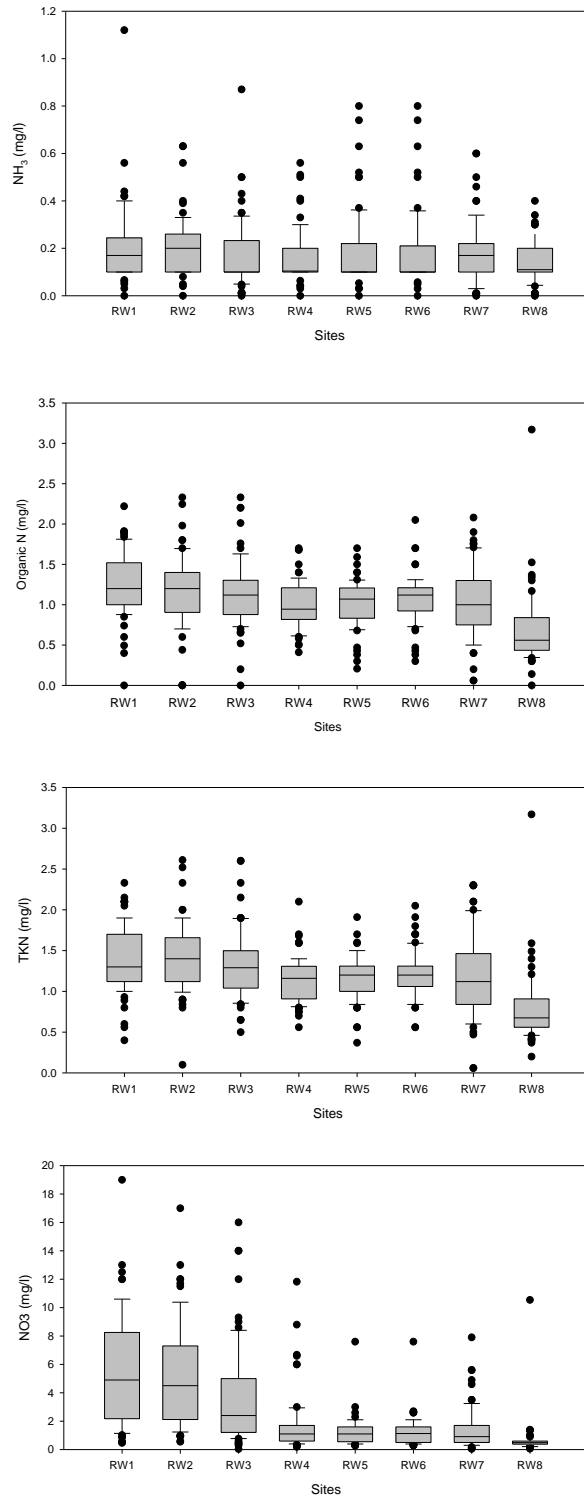 1.2
1.0
0.8
0.6
0.4
0.2
0.0
NH3 (mg/l)
RW1 RW2 RW3 RW4 RW5 RW6 RW7 RW8
Sites
3.5
3.0
2.5
2.0
1.5
1.0
0.5
0.0
Organic N (mg/l)
RW1 RW2 RW3 RW4 RW5 RW6 RW7 RW8
Sites
3.5
3.0
2.5
2.0
1.5
1.0
0.5
0.0
TKN (mg/l)
RW1 RW2 RW3 RW4 RW5 RW6 RW7 RW8
Sites
20
18
16
14
12
10
8
6
4
2
0
NO3 (mg/l)
RW1 RW2 RW3 RW4 RW5 RW6 RW7 RW8
Sites